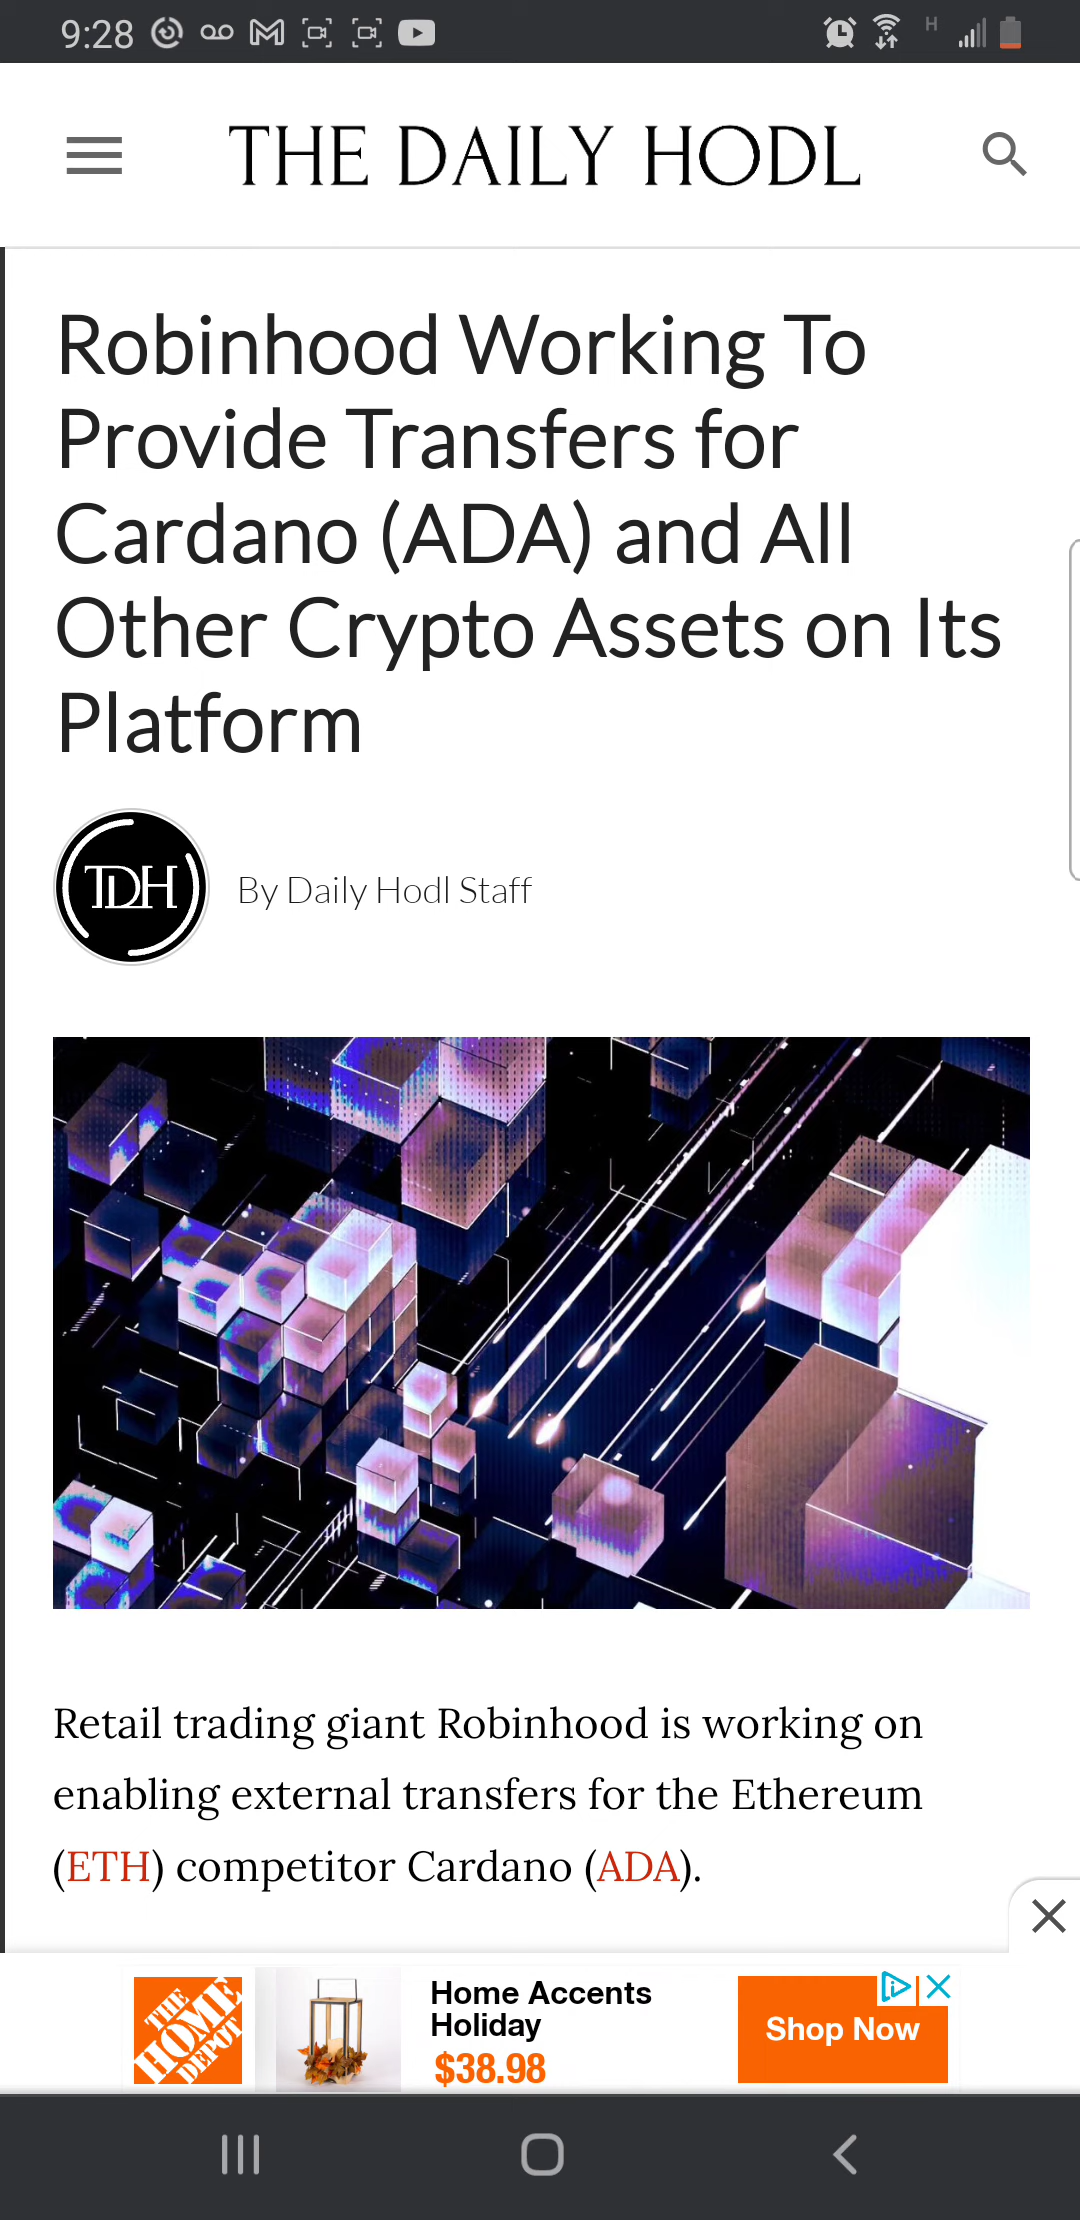 9:28
H
THE DAILY HODL
Robinhood Working To
Provide Transfers for
Cardano (ADA) and All
Other Crypto Assets on Its
Platform
TDH
By Daily Hodl Staff
Retail trading giant Robinhood is working on
enabling external transfers for the Ethereum
(ETH) competitor Cardano (ADA).
THE
HOME
DEPOT
Home Accents
Holiday
$38.98
Shop Now